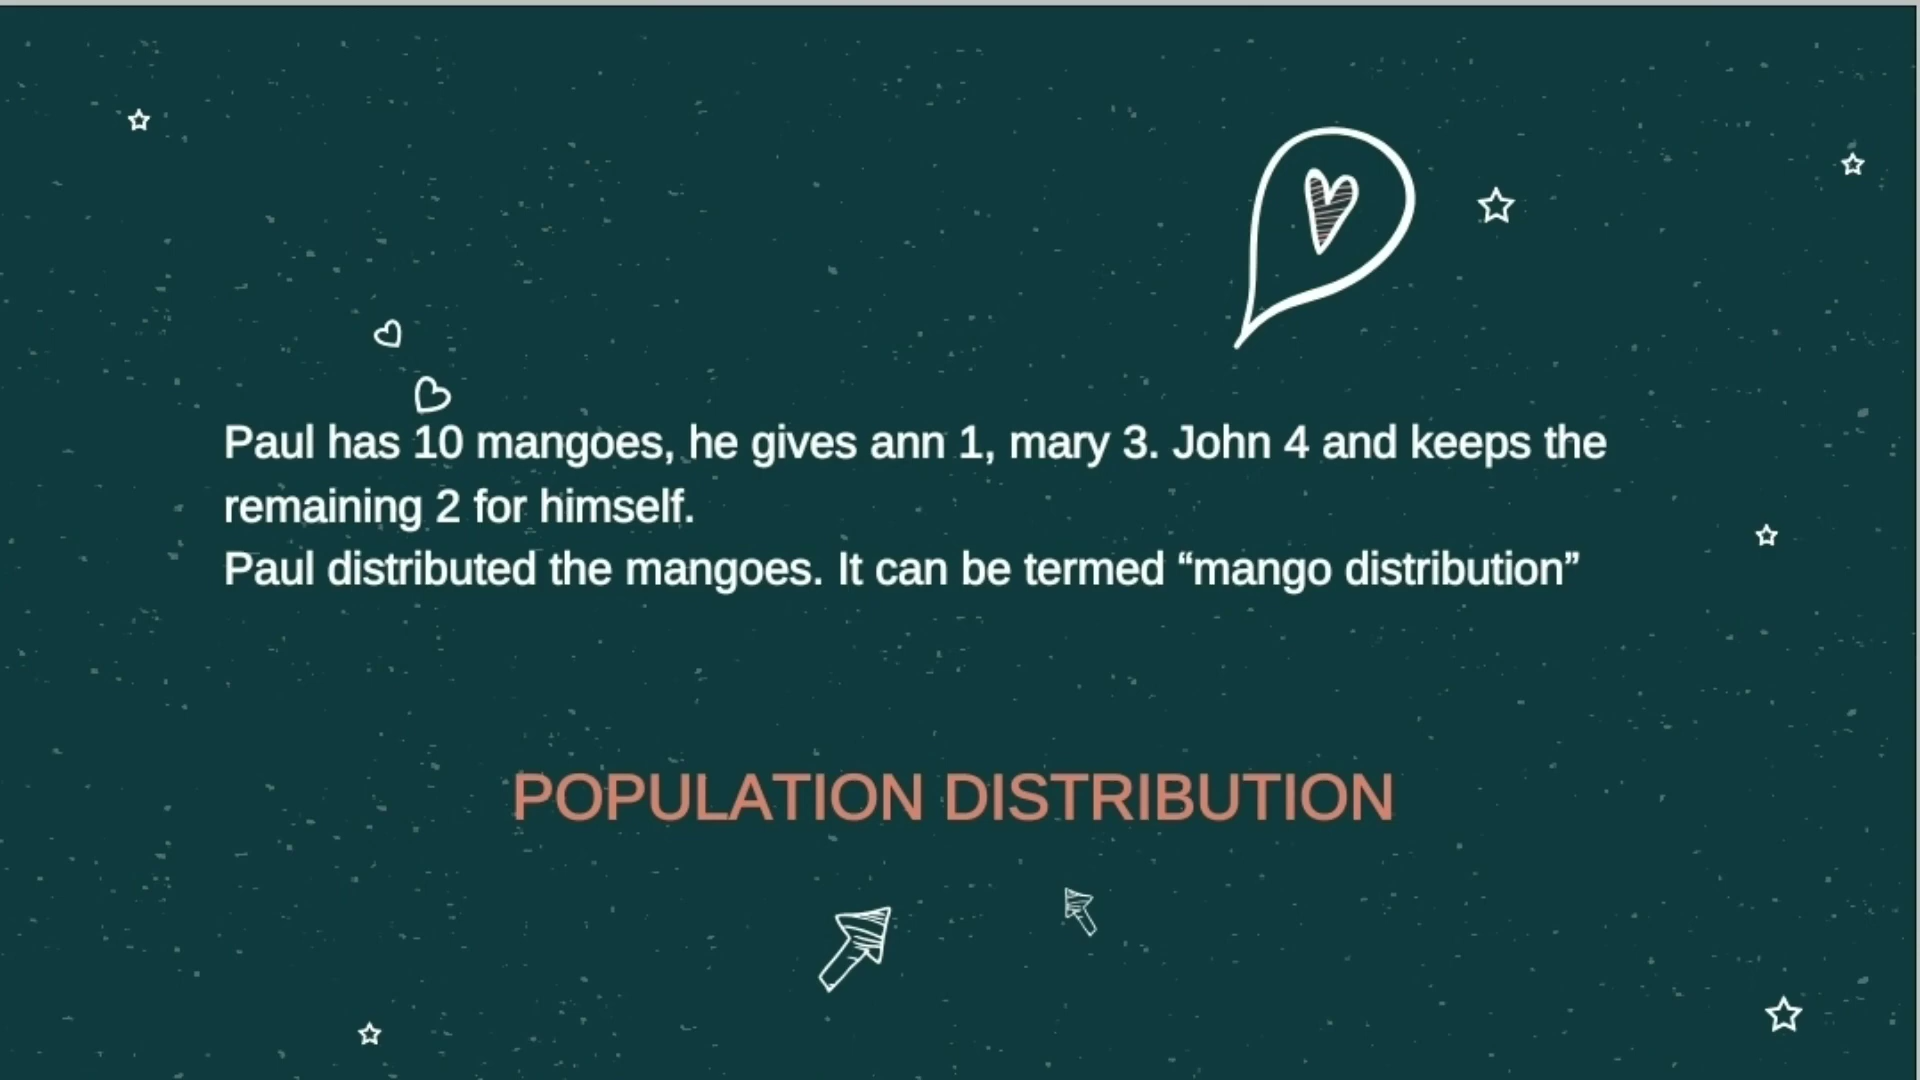 Paul has 10 mangoes, he gives ann 1, mary 3. John 4 and keeps the
remaining 2 for himself.
Paul distributed the mangoes. It can be termed “mango distribution”
POPULATION DISTRIBUTION